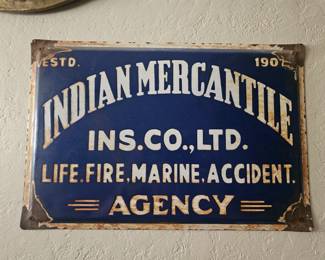 ESTD. 1907
INDIAN MERCANTILE
INS.CO.,LTD.
LIFE.FIRE.MARINE.ACCIDENT.
AGENCY